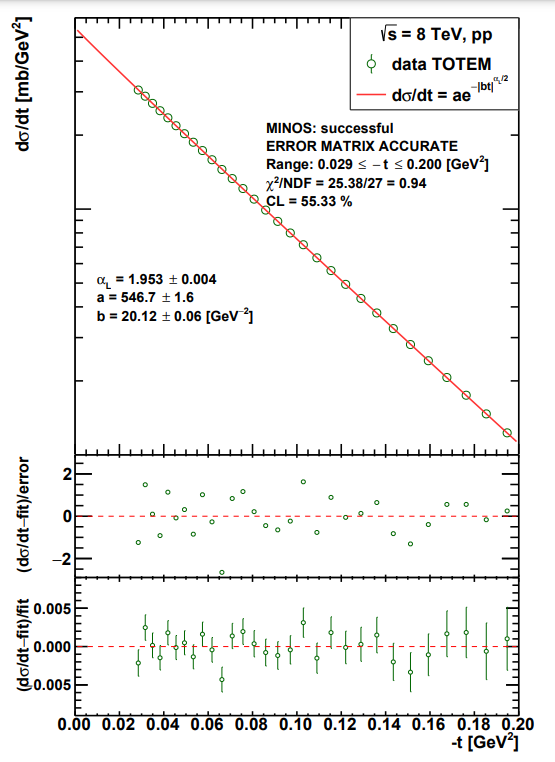 √s = 8 TeV, pp
data TOTEM
dσ/dt = ae^{-|bt|^{α_L/2}}
dσ/dt [mb/GeV²]
MINOS: successful
ERROR MATRIX ACCURATE
Range: 0.029 ≤ −t ≤ 0.200 [GeV²]
χ²/NDF = 25.38/27 = 0.94
CL = 55.33 %
α_L = 1.953 ± 0.004
a = 546.7 ± 1.6
b = 20.12 ± 0.06 [GeV⁻²]
(dσ/dt−fit)/error
2
0
−2
(dσ/dt−fit)/fit
0.005
0.000
−0.005
0.00 0.02 0.04 0.06 0.08 0.10 0.12 0.14 0.16 0.18 0.20
-t [GeV²]